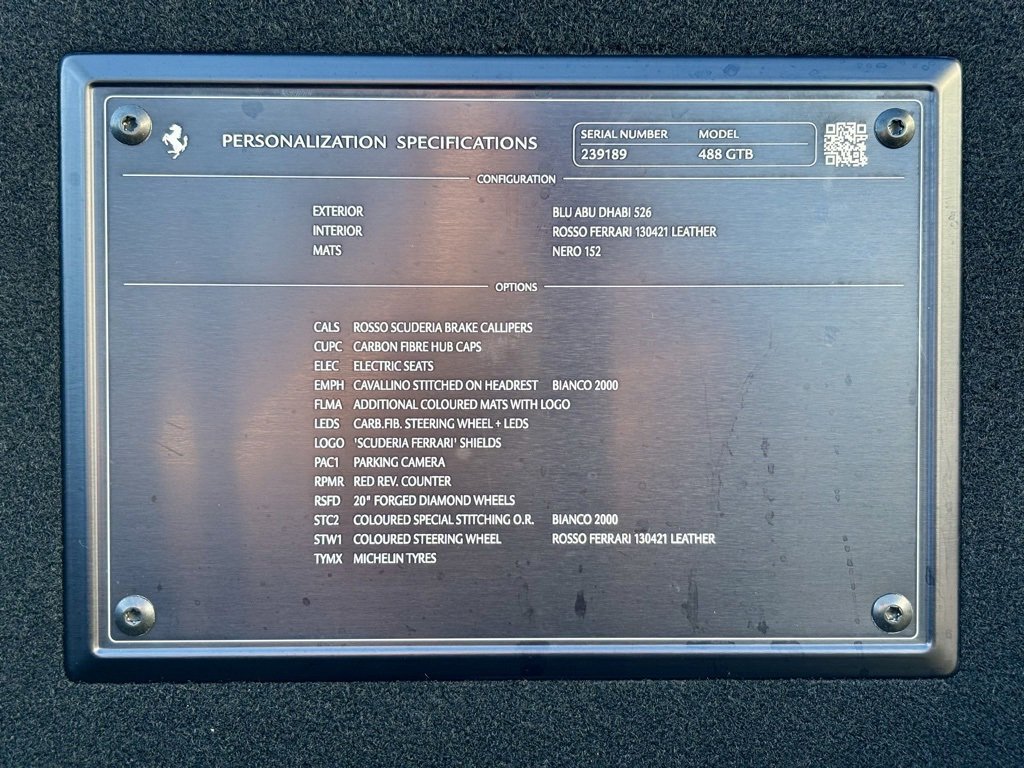 PERSONALIZATION SPECIFICATIONS
SERIAL NUMBER MODEL
239189 488 GTB
CONFIGURATION
EXTERIOR BLU ABU DHABI 526
INTERIOR ROSSO FERRARI 130421 LEATHER
MATS NERO 152
OPTIONS
CALS ROSSO SCUDERIA BRAKE CALLIPERS
CUPC CARBON FIBRE HUB CAPS
ELEC ELECTRIC SEATS
EMPH CAVALLINO STITCHED ON HEADREST BIANCO 2000
FLMA ADDITIONAL COLOURED MATS WITH LOGO
LEDS CARB.FIB. STEERING WHEEL + LEDS
LOGO 'SCUDERIA FERRARI' SHIELDS
PAC1 PARKING CAMERA
RPMR RED REV. COUNTER
RSFD 20" FORGED DIAMOND WHEELS
STC2 COLOURED SPECIAL STITCHING O.R. BIANCO 2000
STW1 COLOURED STEERING WHEEL ROSSO FERRARI 130421 LEATHER
TYMX MICHELIN TYRES